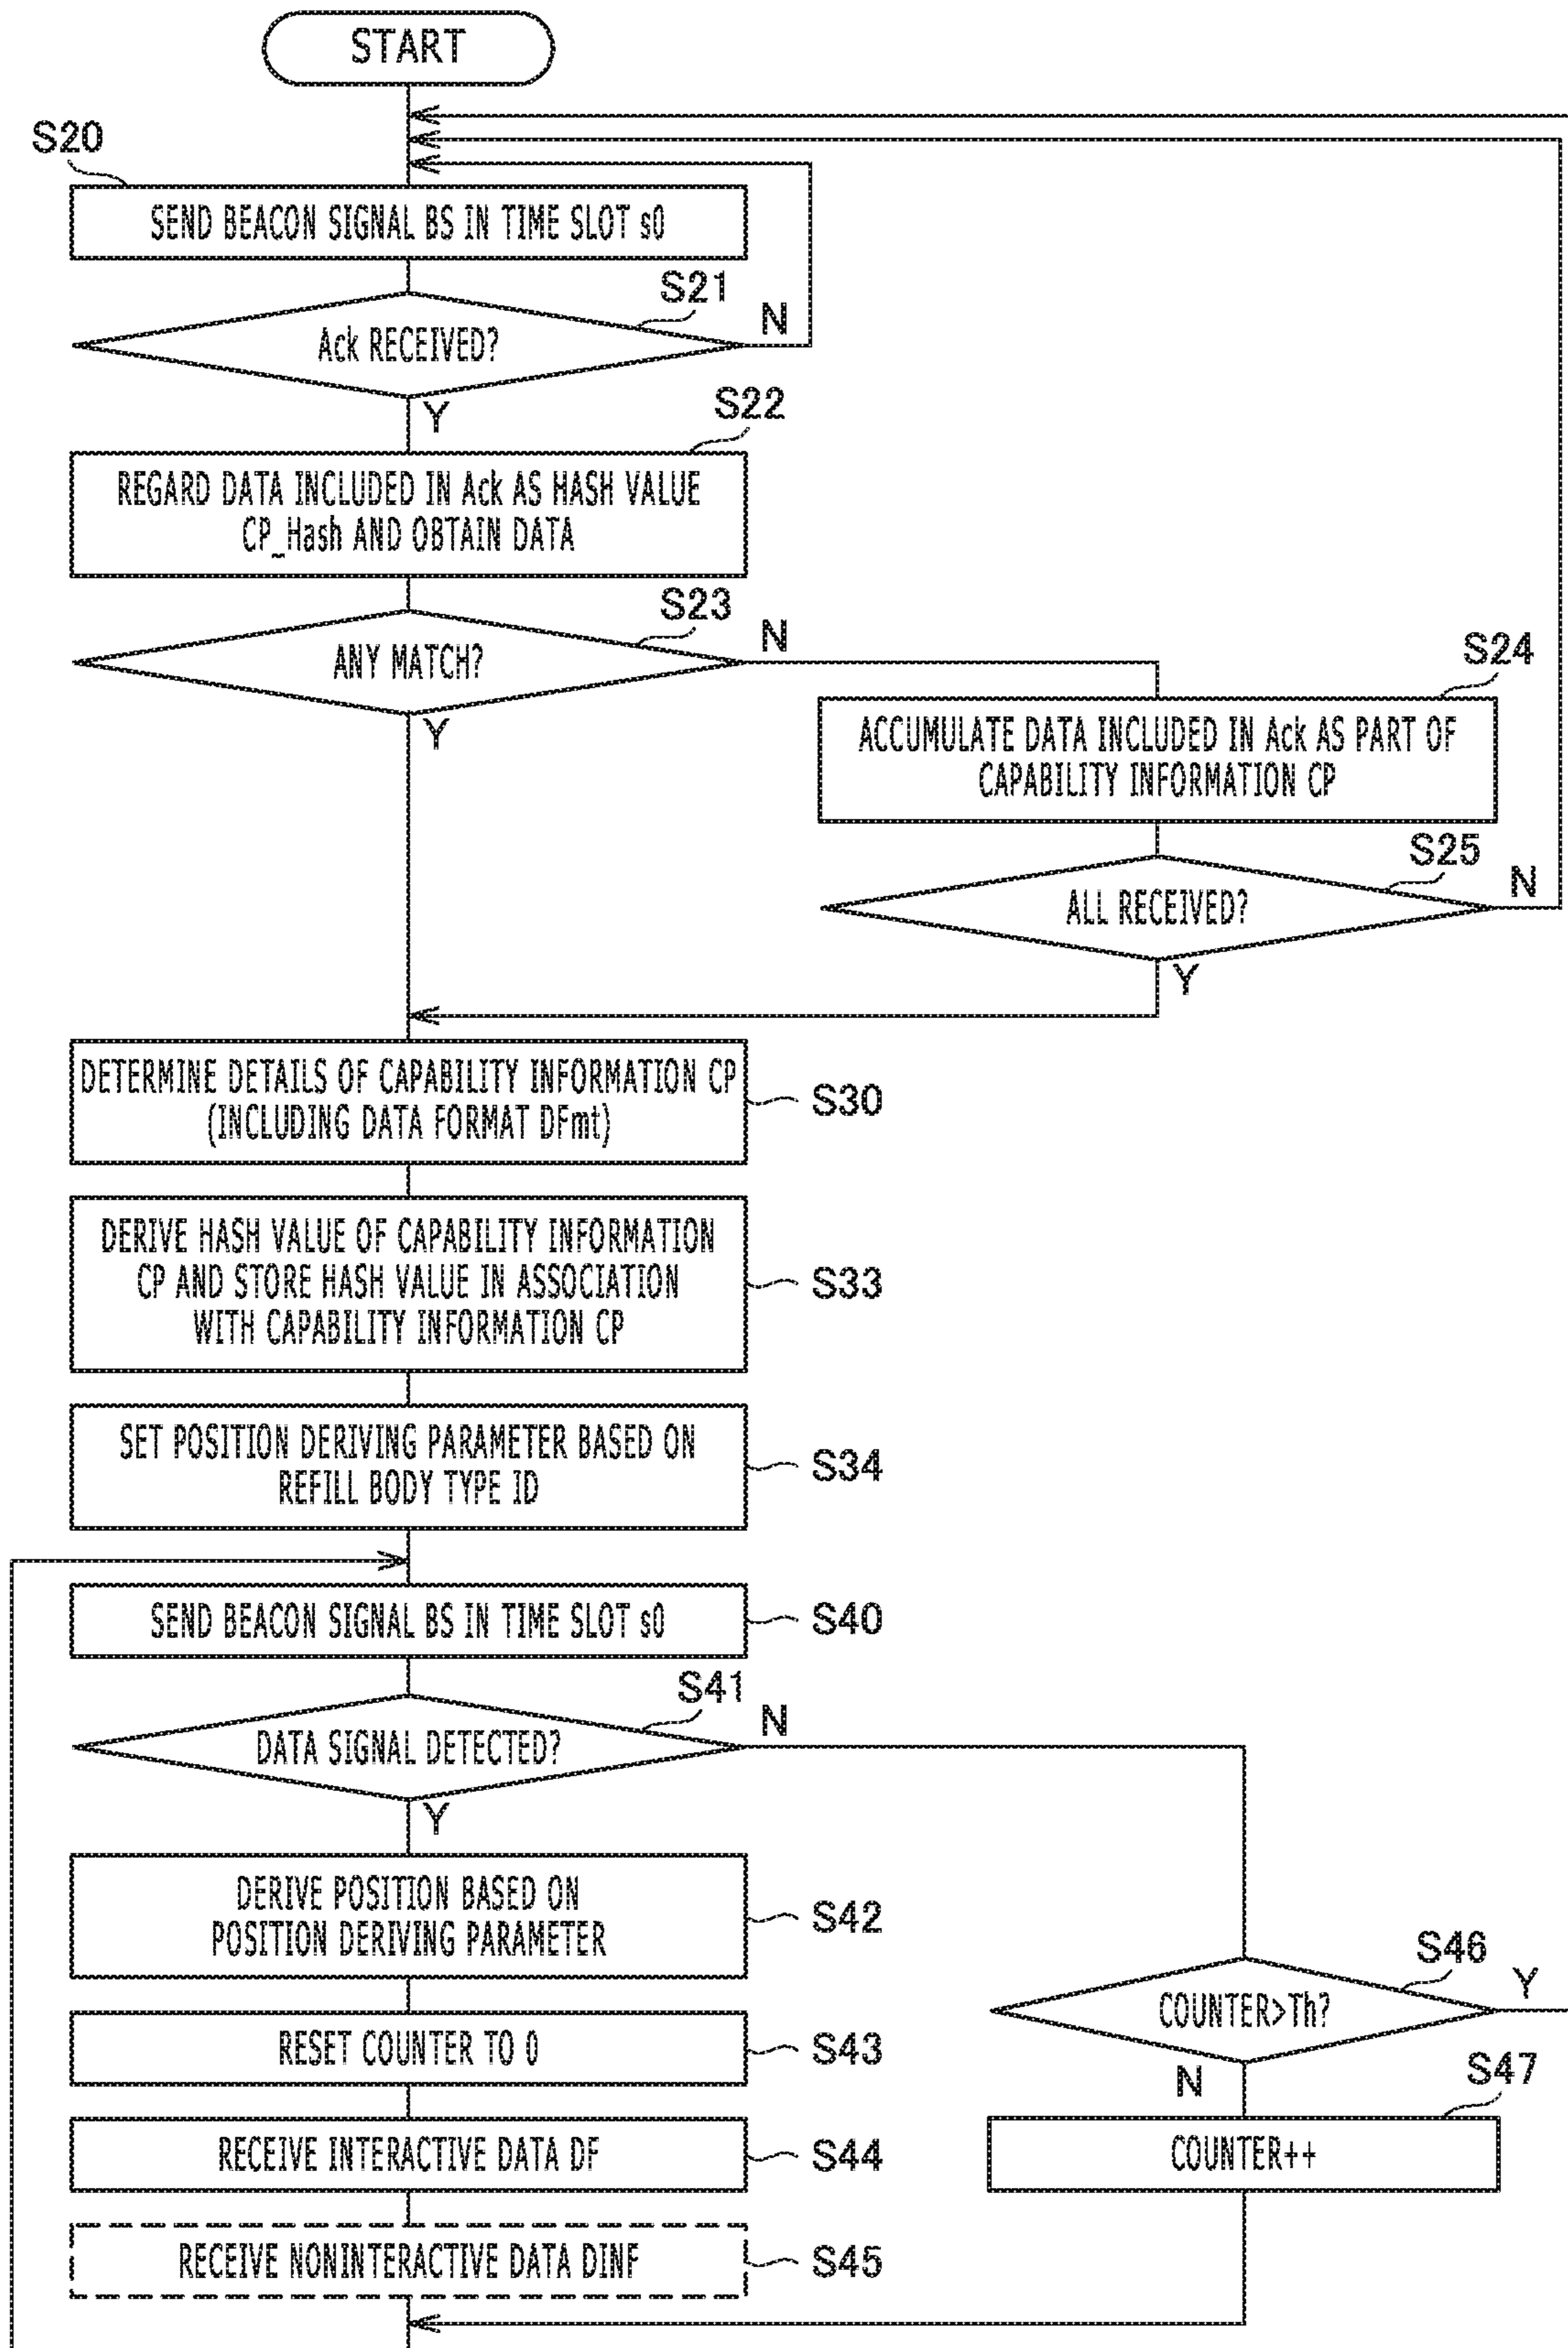 START
S20
SEND BEACON SIGNAL BS IN TIME SLOT s0
S21
Ack RECEIVED?
N
Y
S22
REGARD DATA INCLUDED IN Ack AS HASH VALUE
CP_Hash AND OBTAIN DATA
S23
ANY MATCH?
N
Y
S24
ACCUMULATE DATA INCLUDED IN Ack AS PART OF
CAPABILITY INFORMATION CP
S25
ALL RECEIVED?
N
Y
DETERMINE DETAILS OF CAPABILITY INFORMATION CP
(INCLUDING DATA FORMAT DFmt)
S30
DERIVE HASH VALUE OF CAPABILITY INFORMATION
CP AND STORE HASH VALUE IN ASSOCIATION
WITH CAPABILITY INFORMATION CP
S33
SET POSITION DERIVING PARAMETER BASED ON
REFILL BODY TYPE ID
S34
SEND BEACON SIGNAL BS IN TIME SLOT s0
S40
S41
DATA SIGNAL DETECTED?
N
Y
DERIVE POSITION BASED ON
POSITION DERIVING PARAMETER
S42
S46
COUNTER>Th?
Y
N
RESET COUNTER TO 0
S43
S47
COUNTER++
RECEIVE INTERACTIVE DATA DF
S44
RECEIVE NONINTERACTIVE DATA DINF
S45